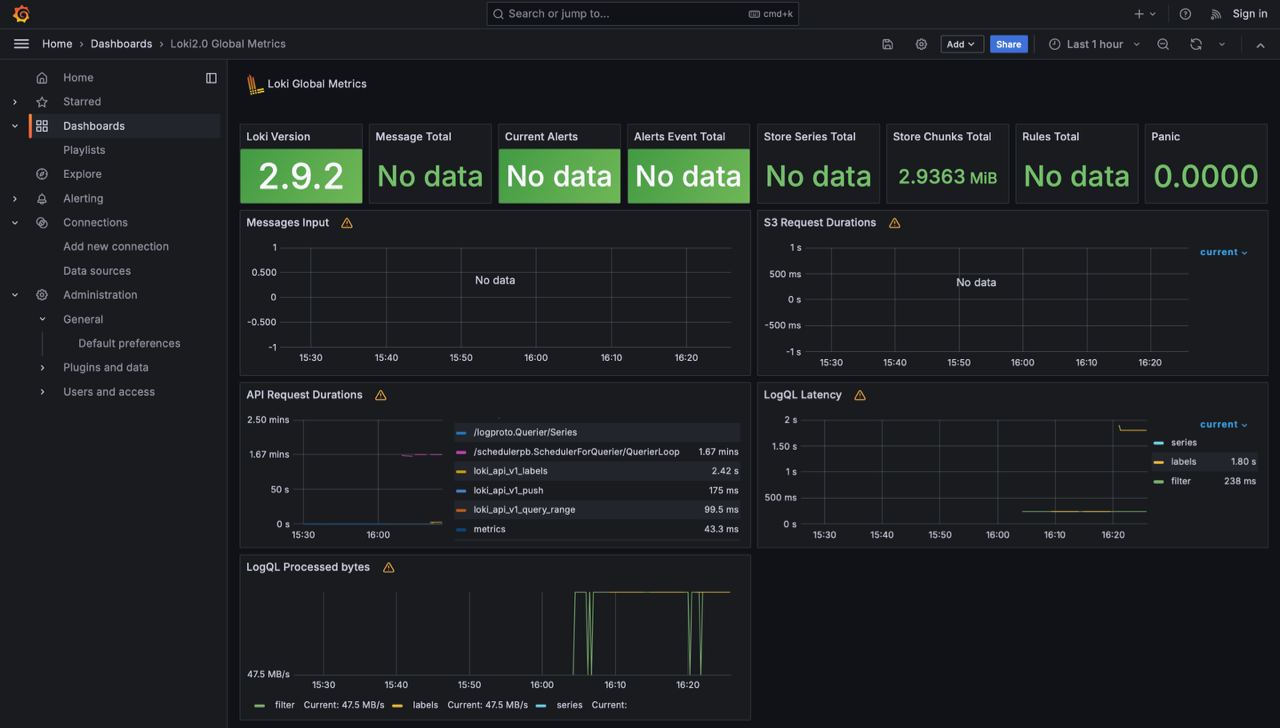 Search or jump to... cmd+k Sign in
Home › Dashboards › Loki2.0 Global Metrics Add Share Last 1 hour
Home
Starred
Dashboards
Playlists
Explore
Alerting
Connections
Add new connection
Data sources
Administration
General
Default preferences
Plugins and data
Users and access
Loki Global Metrics
Loki Version
2.9.2
Message Total
No data
Current Alerts
No data
Alerts Event Total
No data
Store Series Total
No data
Store Chunks Total
2.9363 MiB
Rules Total
No data
Panic
0.0000
Messages Input
1
0.500
0
-0.500
-1
No data
15:30 15:40 15:50 16:00 16:10 16:20
S3 Request Durations
1 s
500 ms
0 s
-500 ms
-1 s
No data
15:30 15:40 15:50 16:00 16:10 16:20
current
API Request Durations
2.50 mins
1.67 mins
50 s
0 s
15:30 16:00
/logproto.Querier/Series
/schedulerpb.SchedulerForQuerier/QuerierLoop 1.67 mins
loki_api_v1_labels 2.42 s
loki_api_v1_push 175 ms
loki_api_v1_query_range 99.5 ms
metrics 43.3 ms
LogQL Latency
2 s
1.50 s
1 s
500 ms
0 s
15:30 15:40 15:50 16:00 16:10 16:20
current
series
labels 1.80 s
filter 238 ms
LogQL Processed bytes
47.5 MB/s
15:30 15:40 15:50 16:00 16:10 16:20
filter Current: 47.5 MB/s labels Current: 47.5 MB/s series Current: